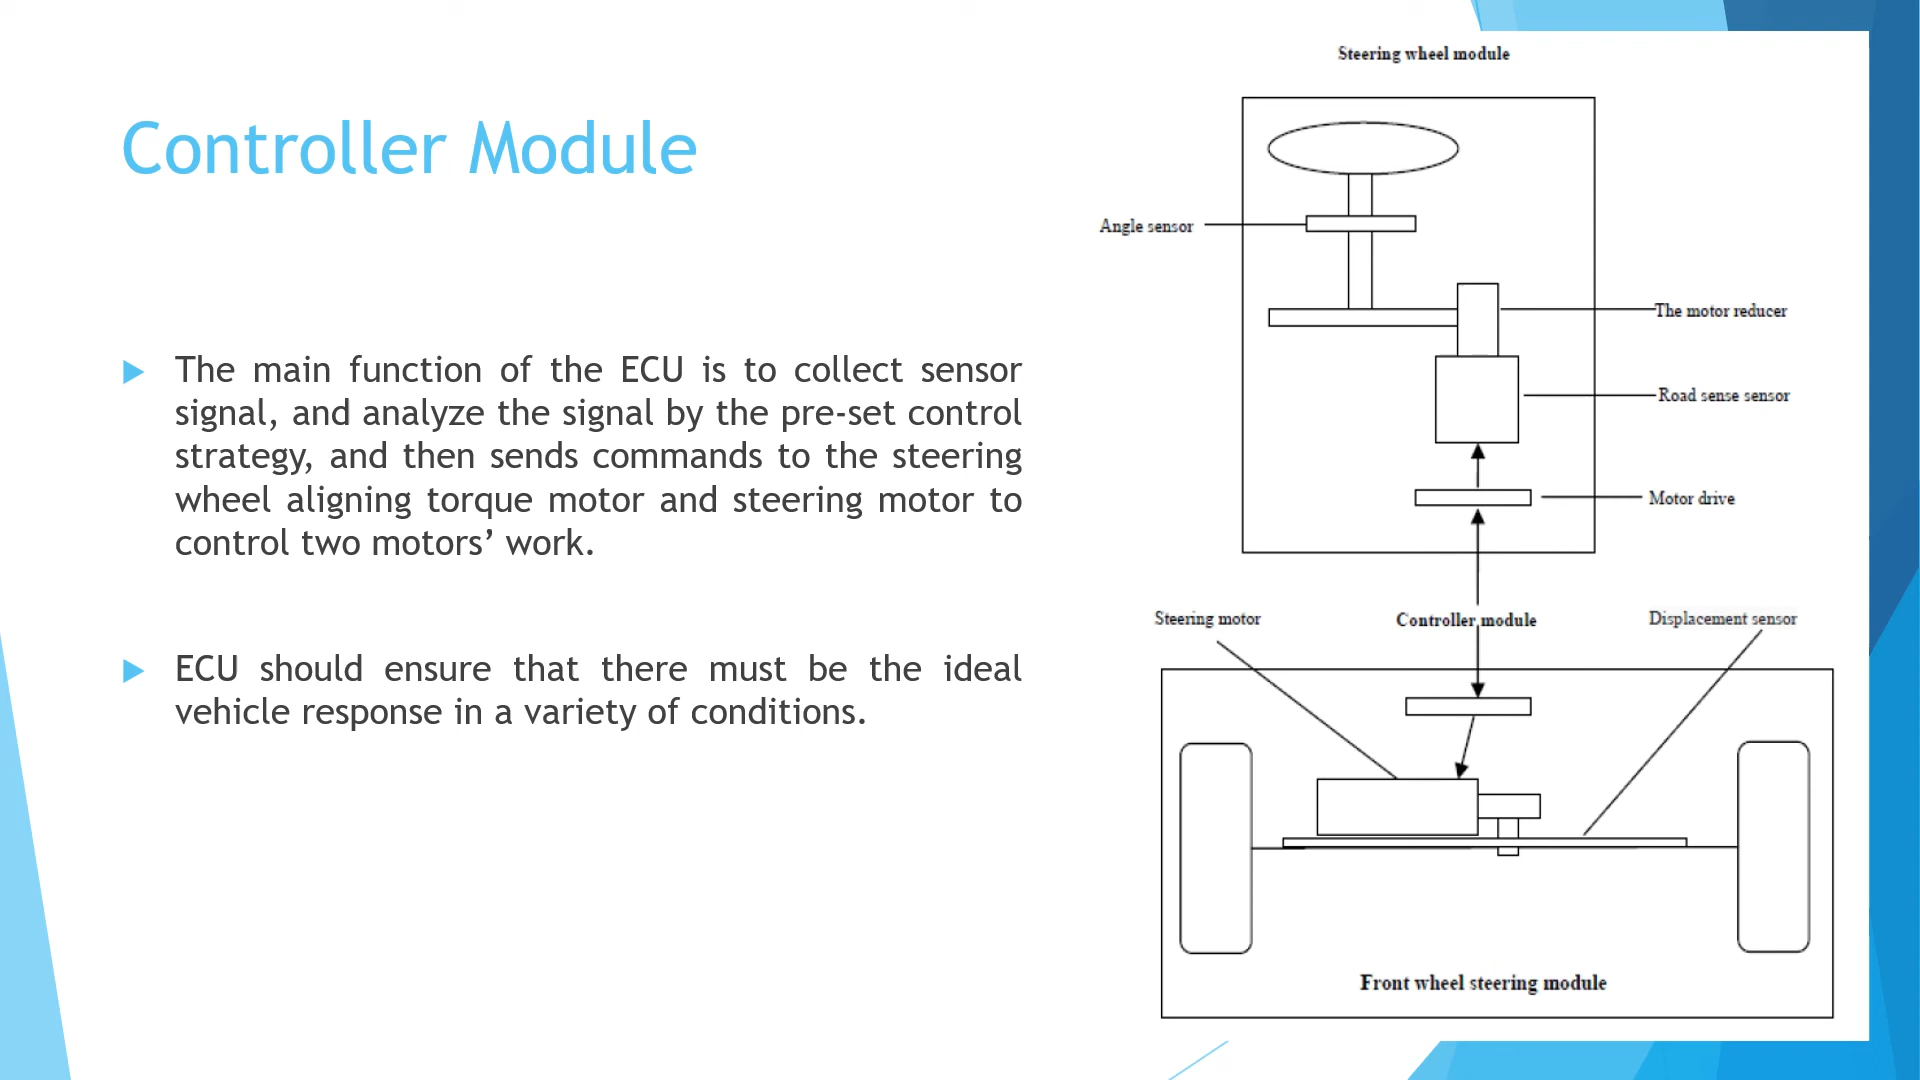 Controller Module
The main function of the ECU is to collect sensor
signal, and analyze the signal by the pre-set control
strategy, and then sends commands to the steering
wheel aligning torque motor and steering motor to
control two motors’ work.
ECU should ensure that there must be the ideal
vehicle response in a variety of conditions.
Steering wheel module
Angle sensor
The motor reducer
Road sense sensor
Motor drive
Steering motor
Controller module
Displacement sensor
Front wheel steering module